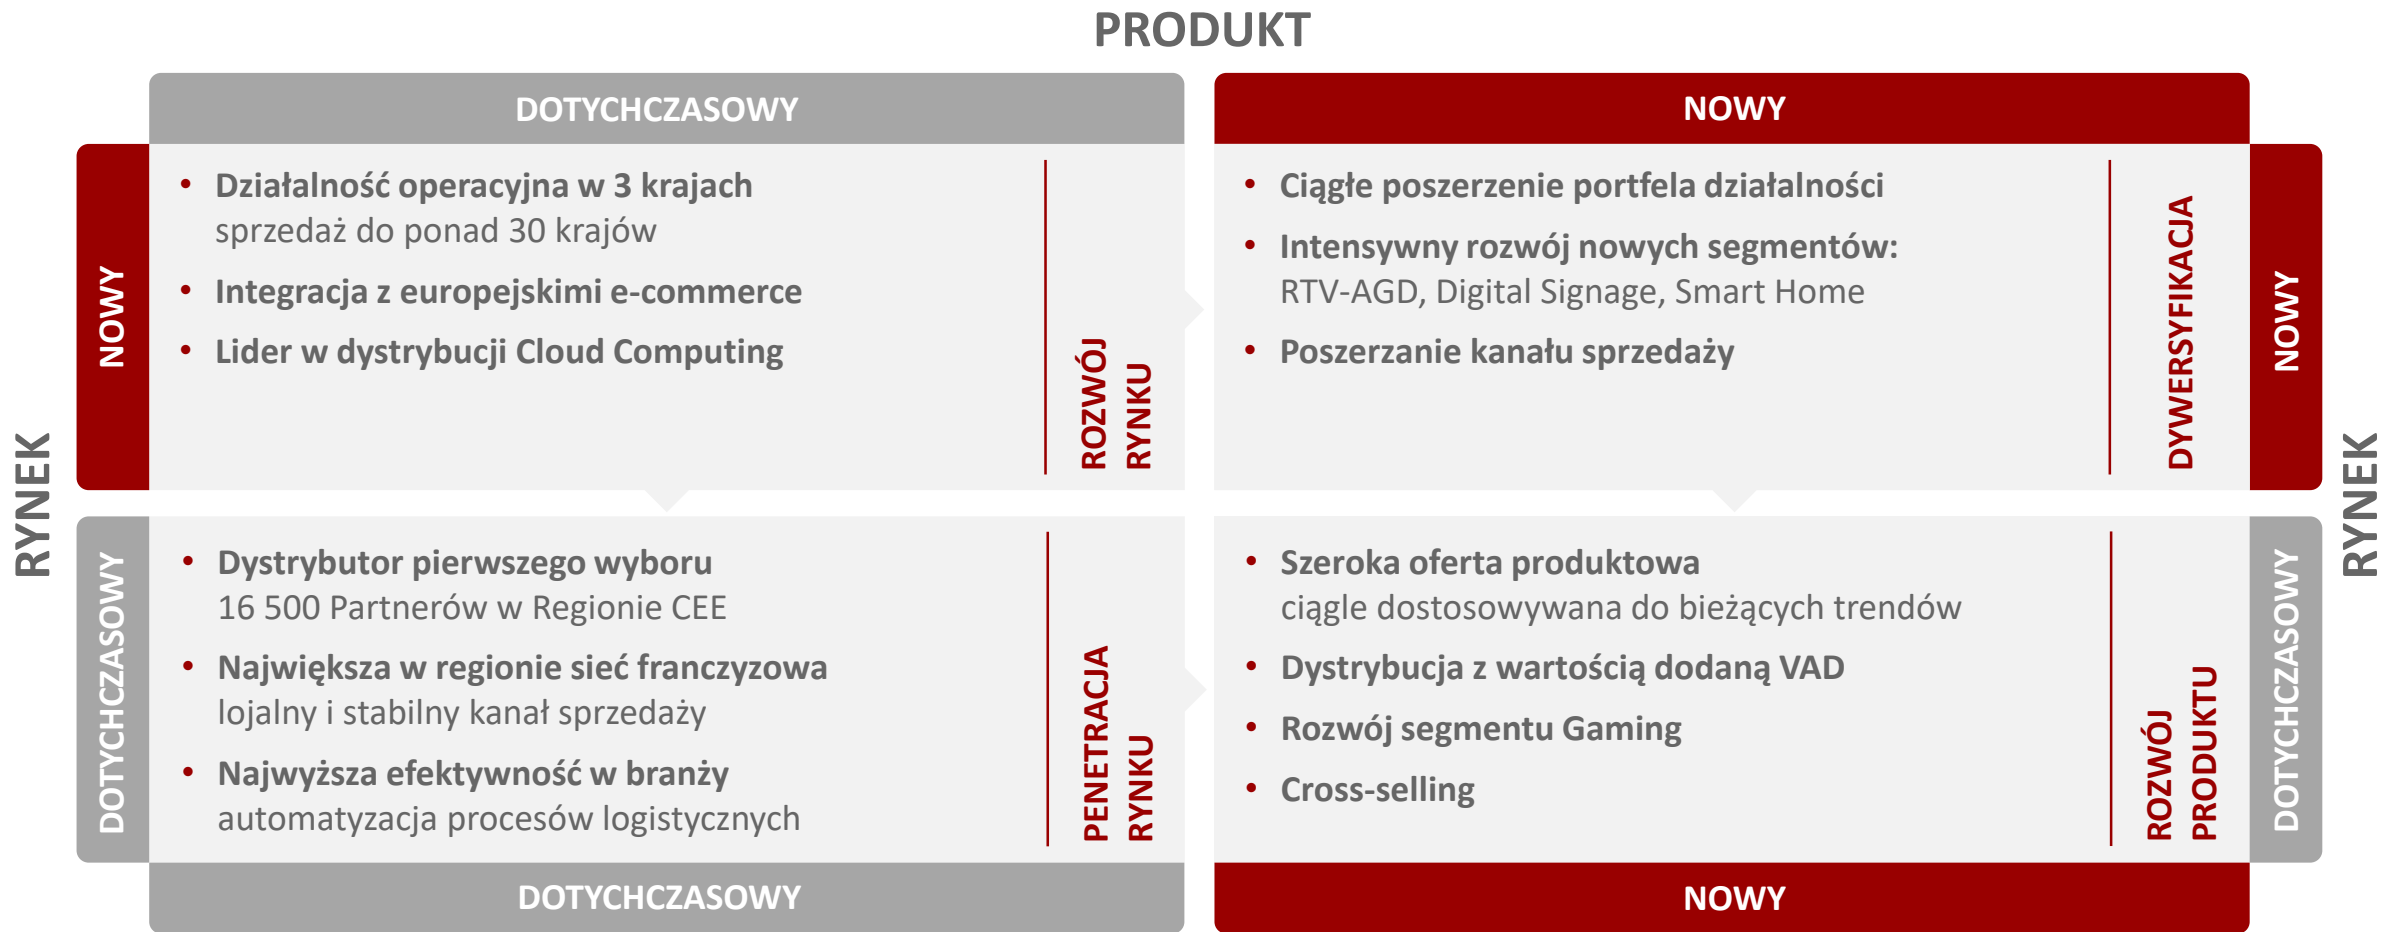 PRODUKT
DOTYCHCZASOWY
NOWY
RYNEK
NOWY
• Działalność operacyjna w 3 krajach
sprzedaż do ponad 30 krajów
• Integracja z europejskimi e-commerce
• Lider w dystrybucji Cloud Computing
ROZWÓJ
RYNKU
• Ciągłe poszerzenie portfela działalności
• Intensywny rozwój nowych segmentów:
RTV-AGD, Digital Signage, Smart Home
• Poszerzanie kanału sprzedaży
DYWERSYFIKACJA
NOWY
RYNEK
DOTYCHCZASOWY
• Dystrybutor pierwszego wyboru
16 500 Partnerów w Regionie CEE
• Największa w regionie sieć franczyzowa
lojalny i stabilny kanał sprzedaży
• Najwyższa efektywność w branży
automatyzacja procesów logistycznych
PENETRACJA
RYNKU
• Szeroka oferta produktowa
ciągle dostosowywana do bieżących trendów
• Dystrybucja z wartością dodaną VAD
• Rozwój segmentu Gaming
• Cross-selling
ROZWÓJ
PRODUKTU
DOTYCHCZASOWY
DOTYCHCZASOWY
NOWY